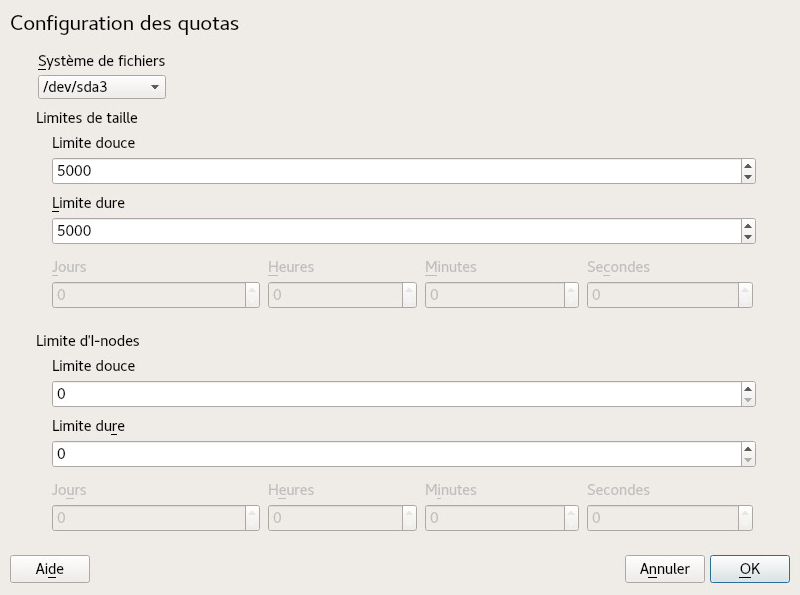 Configuration des quotas
Système de fichiers
/dev/sda3
Limites de taille
Limite douce
5000
Limite dure
5000
Jours Heures Minutes Secondes
0 0 0 0
Limite d'I-nodes
Limite douce
0
Limite dure
0
Jours Heures Minutes Secondes
0 0 0 0
Aide Annuler OK